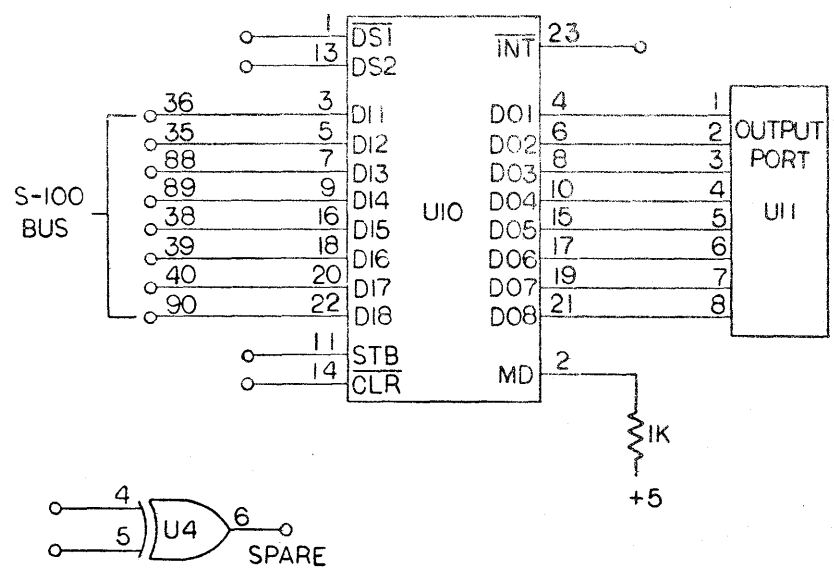 1 DS1 INT 23
13 DS2
36 3 DI1 DO1 4 1
35 5 DI2 DO2 6 2 OUTPUT
88 7 DI3 DO3 8 3 PORT
89 9 DI4 DO4 10 4
S-100 BUS
38 16 DI5 U10 DO5 15 5 U11
39 18 DI6 DO6 17 6
40 20 DI7 DO7 19 7
90 22 DI8 DO8 21 8
11 STB
14 CLR MD 2
1K
+5
4
5 U4 6
SPARE